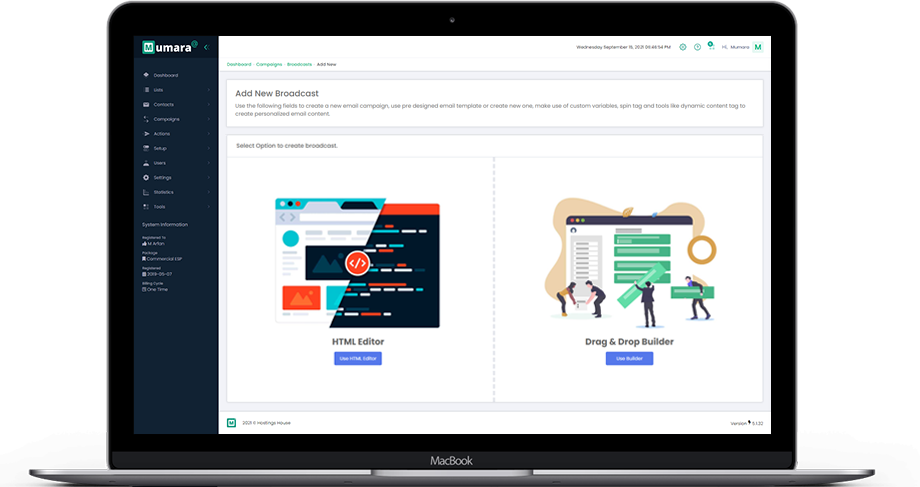 Mumara
Wednesday, September 15, 2021 05:46:54 PM
Hi, Mumara
M
Dashboard
Campaigns
Broadcasts
Add New
Dashboard
Lists
Contacts
Campaigns
Actions
Setup
Users
Settings
Statistics
Tools
System Information
Registered To
M Arfan
Package
Commercial ESP
Registered
2019-05-07
Billing Cycle
One Time
Add New Broadcast
Use the following fields to create a new email campaign, use pre designed email template or create new one, make use of custom variables, spin tag and tools like dynamic content tag to
create personalized email content.
Select Option to create broadcast.
</>
HTML Editor
Use HTML Editor
Drag & Drop Builder
Use Builder
M
2021 © Hostings House
Version 5.1.32
MacBook